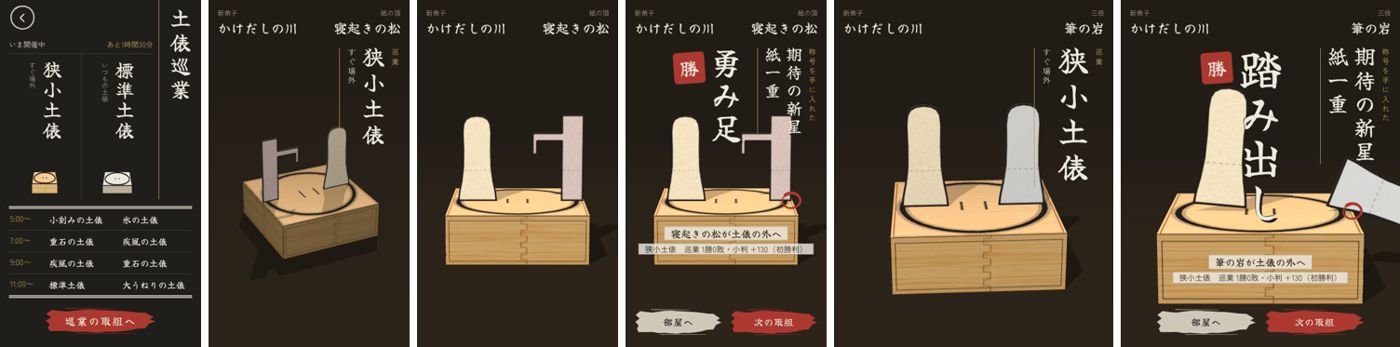 土俵巡業
いま開催中
あと1時間30分
標準土俵
いつもの土俵
狭小土俵
すぐ場外
5:00〜 小刻みの土俵 氷の土俵
7:00〜 重石の土俵 疾風の土俵
9:00〜 疾風の土俵 重石の土俵
11:00〜 標準土俵 大うねりの土俵
巡業の取組へ
新弟子
紙の頂
かけだしの川
寝起きの松
巡業
狭小土俵
すぐ場外
新弟子
紙の頂
かけだしの川
寝起きの松
新弟子
紙の頂
かけだしの川
寝起きの松
称号を手に入れた
期待の新星
紙一重
勇み足
勝
寝起きの松が土俵の外へ
狭小土俵 巡業 1勝0敗・小判 +130（初勝利）
部屋へ
次の取組
新弟子
三役
かけだしの川
筆の岩
巡業
狭小土俵
すぐ場外
新弟子
三役
かけだしの川
筆の岩
称号を手に入れた
期待の新星
紙一重
踏み出し
勝
筆の岩が土俵の外へ
狭小土俵 巡業 1勝0敗・小判 +130（初勝利）
部屋へ
次の取組